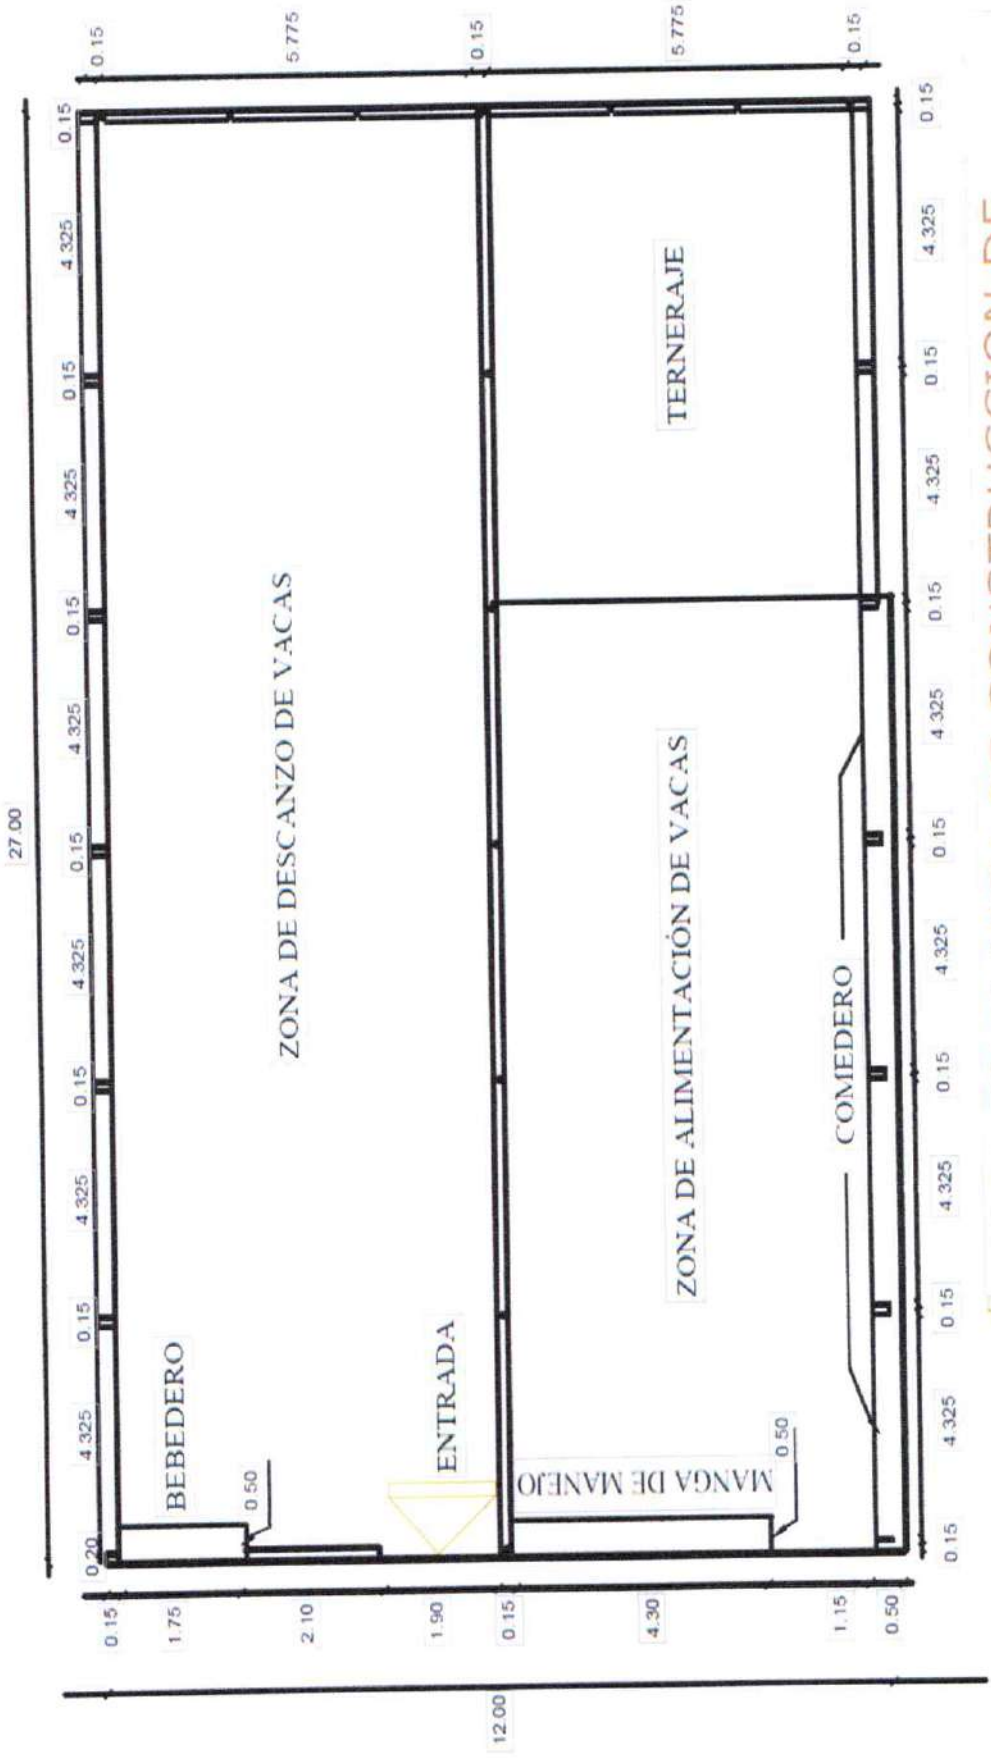 27.00
0.20 4.325 0.15 4.325 0.15 4.325 0.15 4.325 0.15 4.325 0.15 4.325 0.15
0.15
5.775
0.15
5.775
0.15
0.15
1.75
2.10
1.90
0.15
4.30
1.15
0.50
12.00
BEBEDERO
0.50
ZONA DE DESCANZO DE VACAS
ENTRADA
MANGA DE MANEJO
0.50
ZONA DE ALIMENTACIÓN DE VACAS
TERNERAJE
COMEDERO
0.15 4.325 0.15 4.325 0.15 4.325 0.15 4.325 0.15 4.325 0.15 4.325 0.15
CONSTRUCCION DE